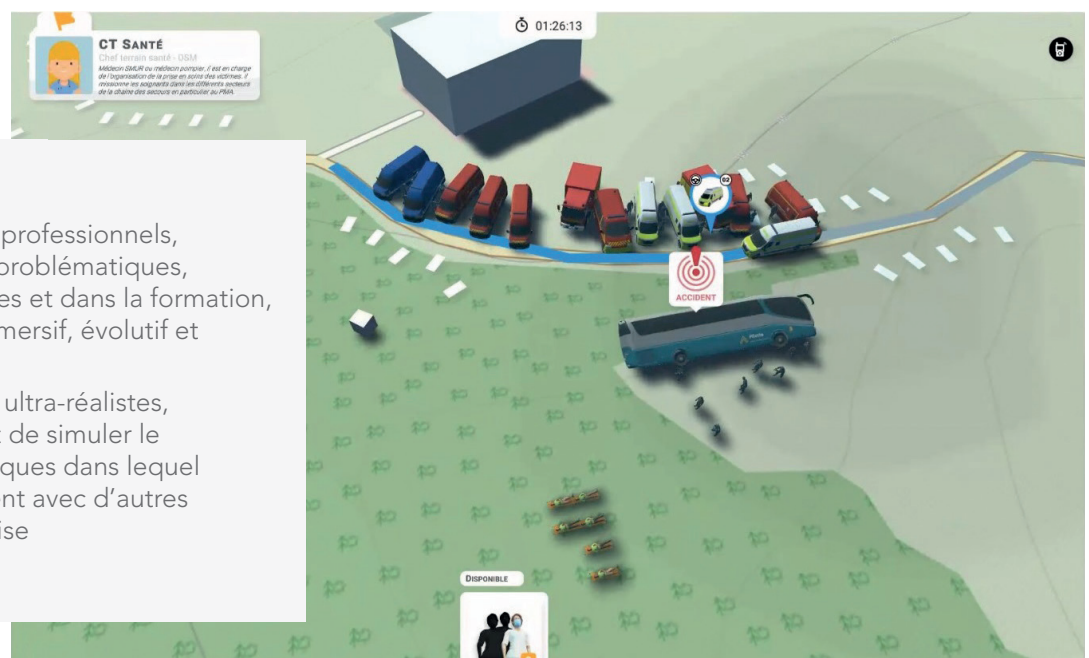 01:26:13
CT SANTÉ
Chef terrain santé - DSM
Médecin SMUR ou médecin pompier, il est en charge
de l'organisation de la prise en soins des victimes. Il
missionne les soignants dans les différents secteurs
de la chaîne des secours en particulier au PMA.
professionnels,
problématiques,
es et dans la formation,
mersif, évolutif et
ultra-réalistes,
t de simuler le
ques dans lequel
ent avec d'autres
ise
02
ACCIDENT
DISPONIBLE